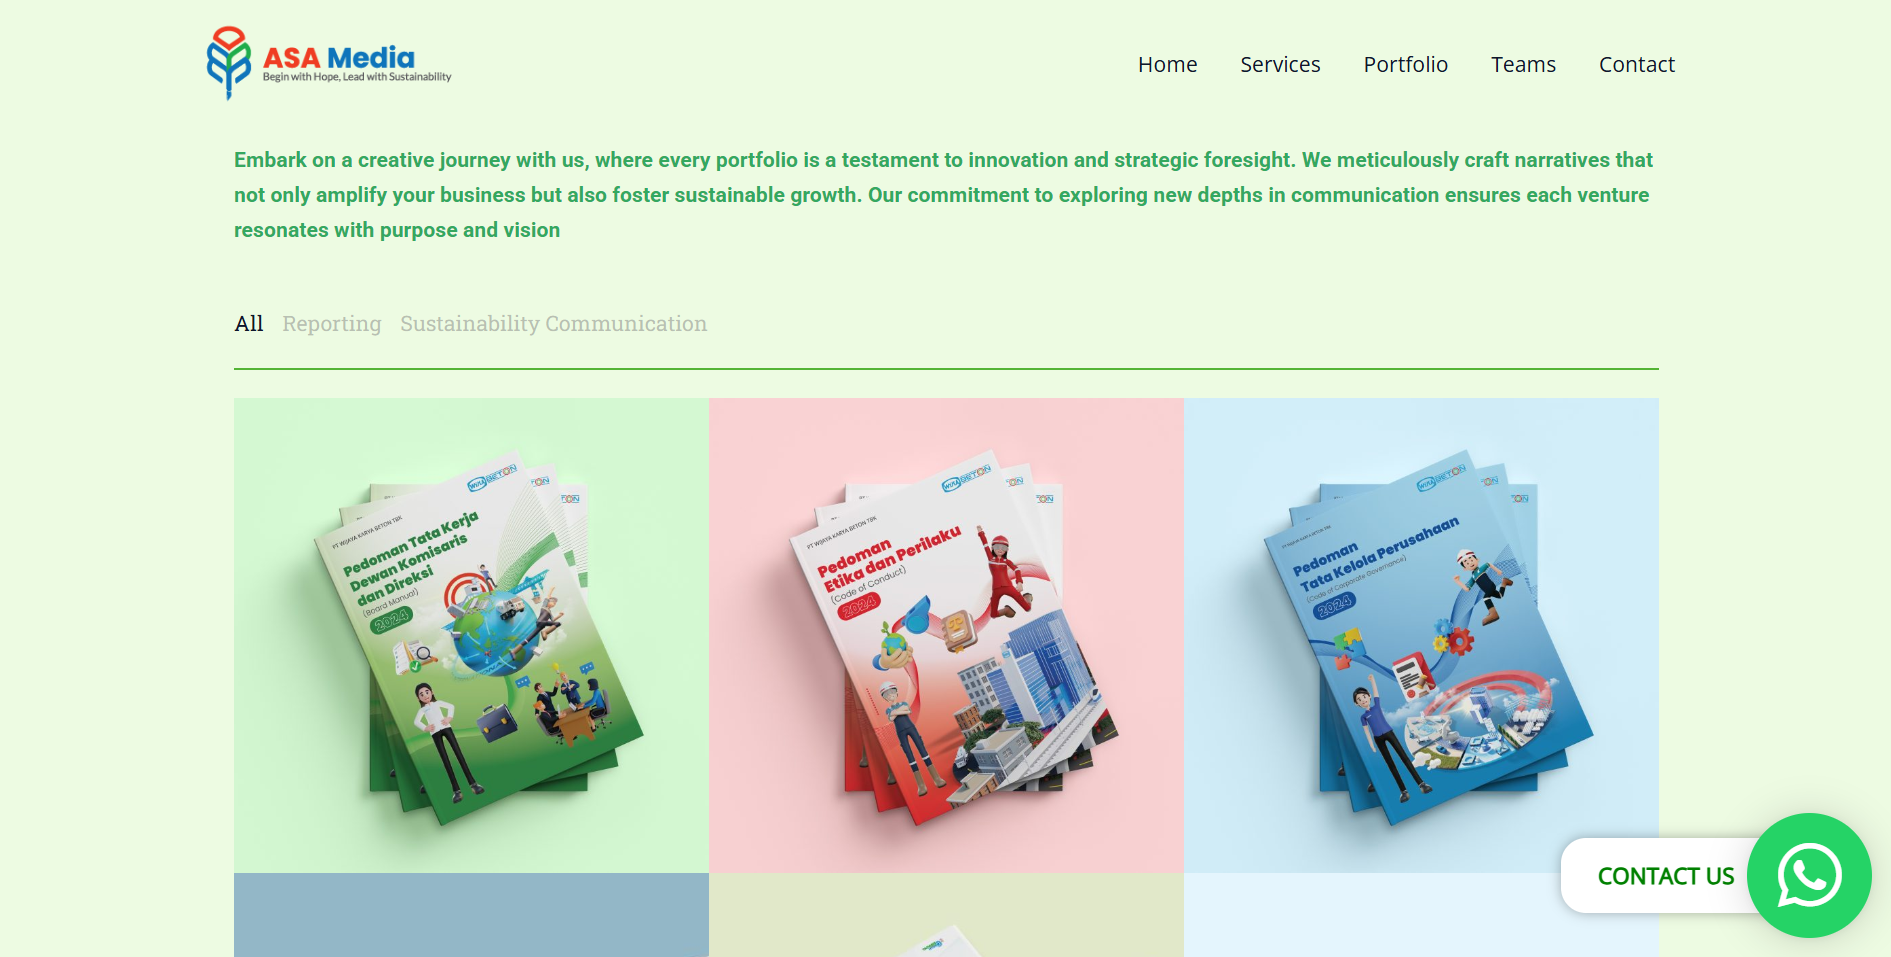 ASA Media
Begin with Hope, Lead with Sustainability
Home
Services
Portfolio
Teams
Contact
Embark on a creative journey with us, where every portfolio is a testament to innovation and strategic foresight. We meticulously craft narratives that
not only amplify your business but also foster sustainable growth. Our commitment to exploring new depths in communication ensures each venture
resonates with purpose and vision
All
Reporting
Sustainability Communication
WIKA BETON
PT WIJAYA KARYA BETON TBK
Pedoman Tata Kerja
Dewan Komisaris
dan Direksi
(Board Manual)
2024
WIKA BETON
PT WIJAYA KARYA BETON TBK
Pedoman
Etika dan Perilaku
(Code of Conduct)
2024
WIKA BETON
PT WIJAYA KARYA BETON TBK
Pedoman
Tata Kelola Perusahaan
(Code of Corporate Governance)
2024
CONTACT US